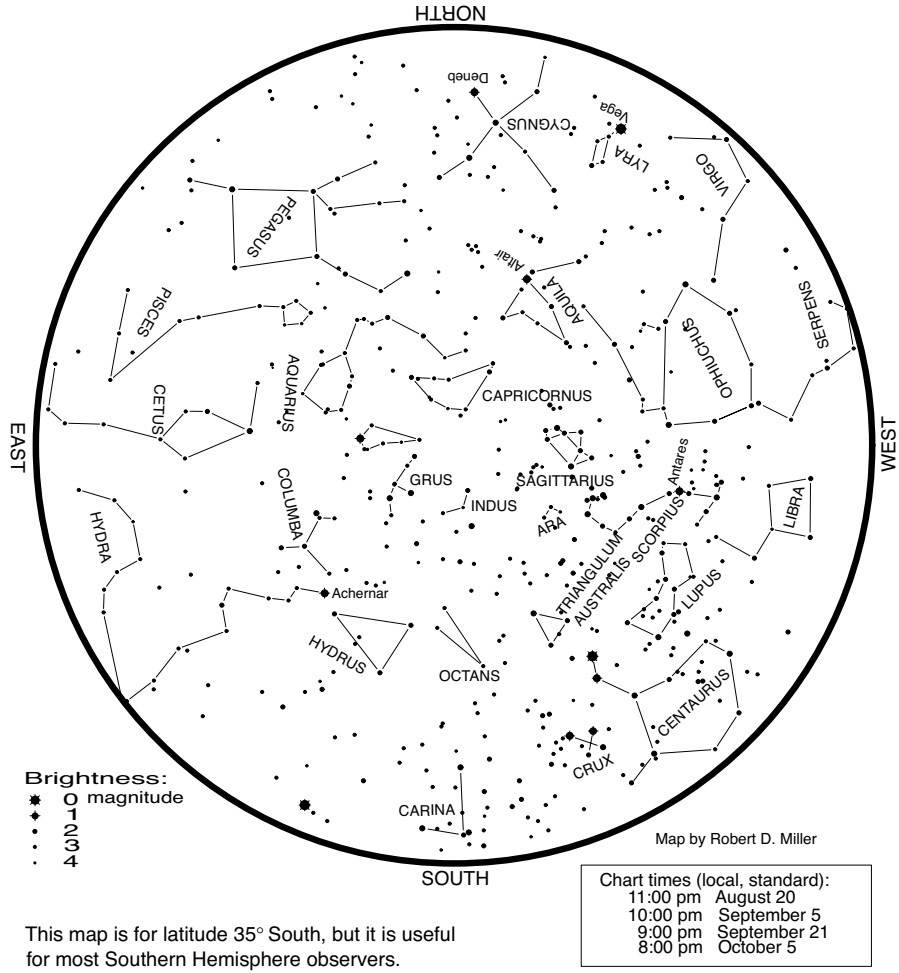 NORTH
Deneb
CYGNUS
Vega
LYRA
VIRGO
PEGASUS
Altair
AQUILA
PISCES
SERPENS
OPHIUCHUS
AQUARIUS
CETUS
CAPRICORNUS
EAST
WEST
Antares
GRUS
SAGITTARIUS
INDUS
COLUMBA
LIBRA
ARA
SCORPIUS
HYDRA
TRIANGULUM
AUSTRALIS
LUPUS
Achernar
HYDRUS
OCTANS
CENTAURUS
CRUX
CARINA
Brightness:
0 magnitude
1
2
3
4
SOUTH
Map by Robert D. Miller
Chart times (local, standard):
11:00 pm August 20
10:00 pm September 5
9:00 pm September 21
8:00 pm October 5
This map is for latitude 35° South, but it is useful
for most Southern Hemisphere observers.